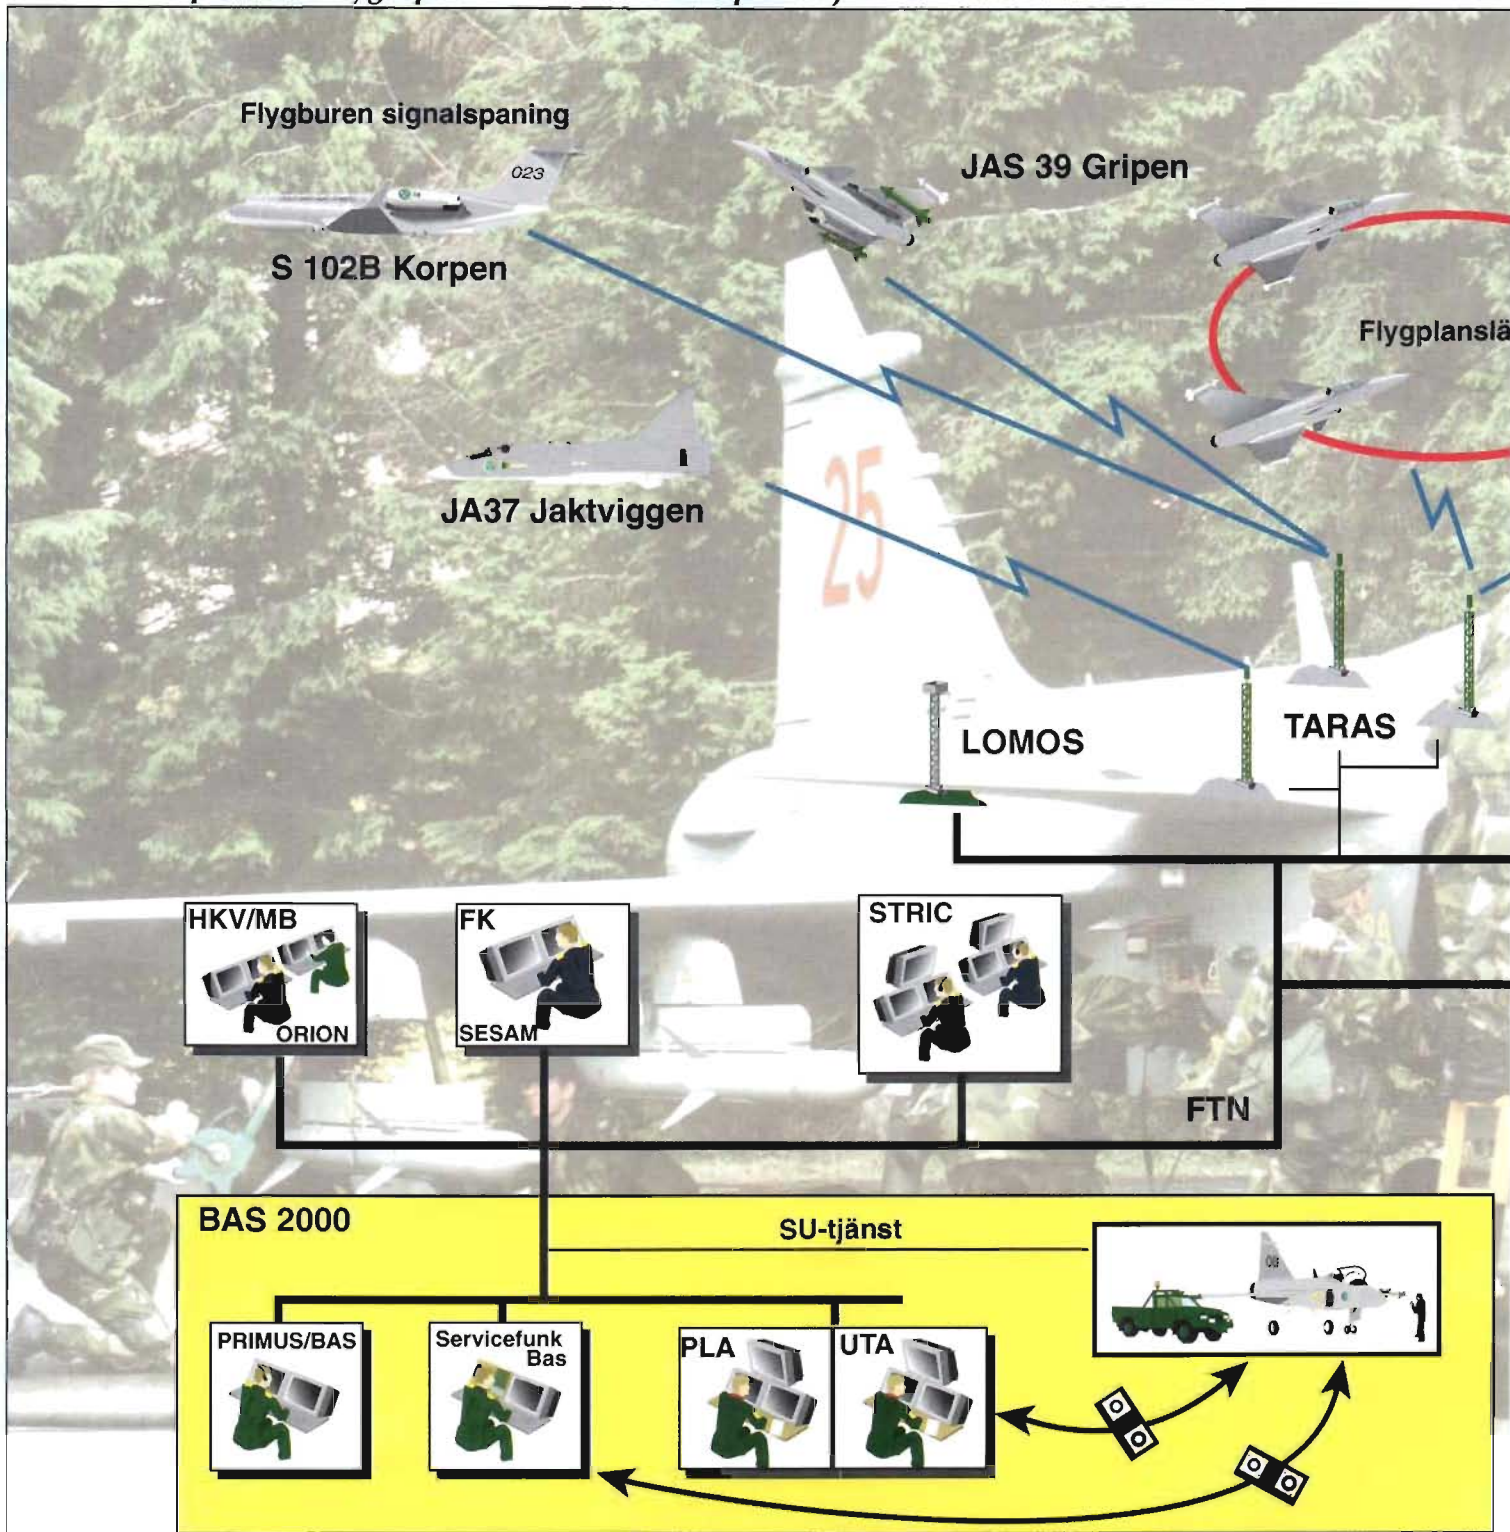 Flygburen signalspaning
023
S 102B Korpen
JAS 39 Gripen
Flygplanslä
JA37 Jaktviggen
25
LOMOS
TARAS
HKV/MB
ORION
FK
SESAM
STRIC
FTN
BAS 2000
SU-tjänst
PRIMUS/BAS
Servicefunk
Bas
PLA
UTA